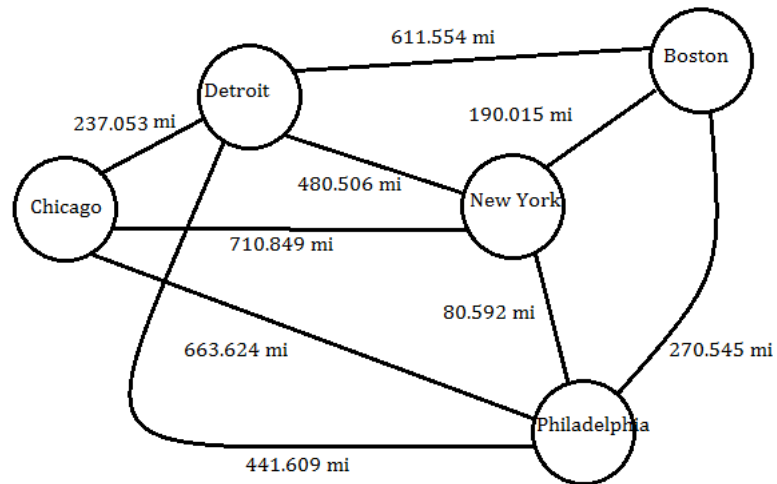 611.554 mi
Boston
Detroit
237.053 mi
190.015 mi
480.506 mi
New York
Chicago
710.849 mi
80.592 mi
663.624 mi
270.545 mi
Philadelphia
441.609 mi